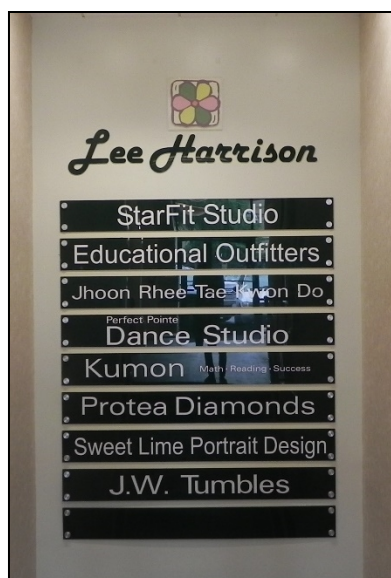 Lee Harrison
StarFit Studio
Educational Outfitters
Jhoon Rhee Tae Kwon Do
Perfect Pointe
Dance Studio
Kumon Math · Reading · Success
Protea Diamonds
Sweet Lime Portrait Design
J.W. Tumbles